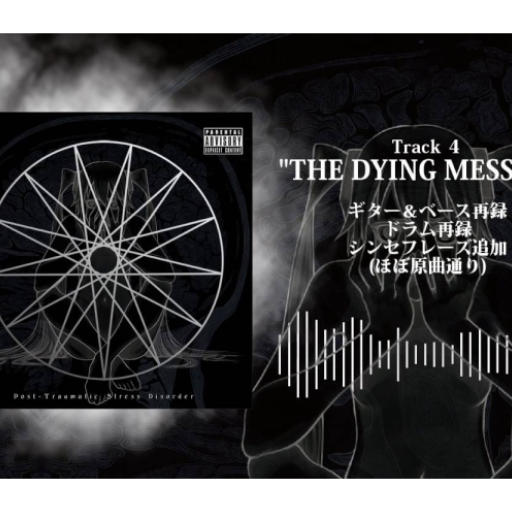 PARENTAL
ADVISORY
EXPLICIT CONTENT
Post-Traumatic Stress Disorder
Track 4
"THE DYING MESS
ギター＆ベース再録
ドラム再録
シンセフレーズ追加
(ほぼ原曲通り)